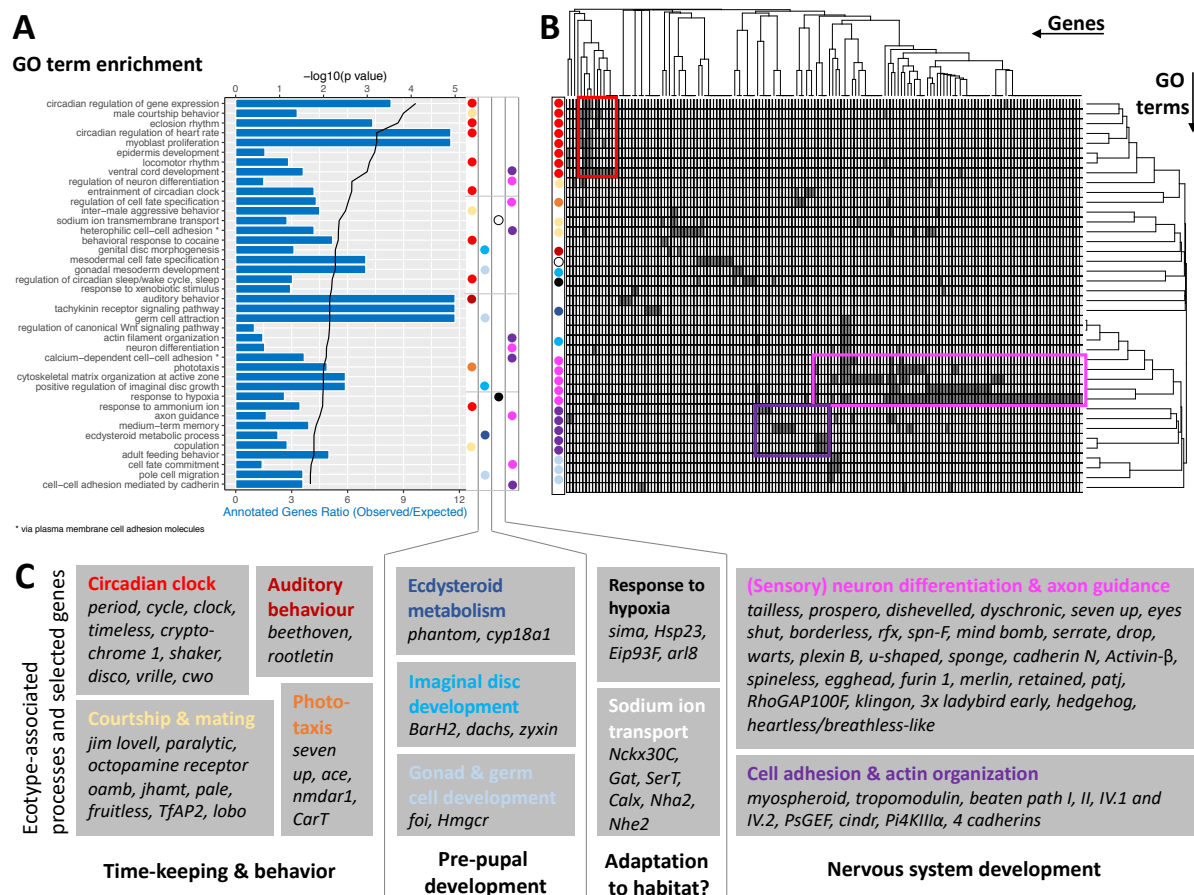 A
B
Genes
GO term enrichment
−log10(p value)
GO
terms
0 1 2 3 4 5
circadian regulation of gene expression
male courtship behavior
eclosion rhythm
circadian regulation of heart rate
myoblast proliferation
epidermis development
locomotor rhythm
ventral cord development
regulation of neuron differentiation
entrainment of circadian clock
regulation of cell fate specification
inter−male aggressive behavior
sodium ion transmembrane transport
heterophilic cell−cell adhesion *
behavioral response to cocaine
genital disc morphogenesis
mesodermal cell fate specification
gonadal mesoderm development
regulation of circadian sleep/wake cycle, sleep
response to xenobiotic stimulus
auditory behavior
tachykinin receptor signaling pathway
germ cell attraction
regulation of canonical Wnt signaling pathway
actin filament organization
neuron differentiation
calcium−dependent cell−cell adhesion *
phototaxis
cytoskeletal matrix organization at active zone
positive regulation of imaginal disc growth
response to hypoxia
response to ammonium ion
axon guidance
medium−term memory
ecdysteroid metabolic process
copulation
adult feeding behavior
cell fate commitment
pole cell migration
cell−cell adhesion mediated by cadherin
0 3 6 9 12
Annotated Genes Ratio (Observed/Expected)
* via plasma membrane cell adhesion molecules
C
Ecotype-associated
processes and selected genes
Circadian clock
period, cycle, clock,
timeless, crypto-
chrome 1, shaker,
disco, vrille, cwo
Auditory
behaviour
beethoven,
rootletin
Courtship & mating
jim lovell, paralytic,
octopamine receptor
oamb, jhamt, pale,
fruitless, TfAP2, lobo
Photo-
taxis
seven
up, ace,
nmdar1,
CarT
Time-keeping & behavior
Ecdysteroid
metabolism
phantom, cyp18a1
Imaginal disc
development
BarH2, dachs, zyxin
Gonad & germ
cell development
foi, Hmgcr
Pre-pupal
development
Response to
hypoxia
sima, Hsp23,
Eip93F, arl8
Sodium ion
transport
Nckx30C,
Gat, SerT,
Calx, Nha2,
Nhe2
Adaptation
to habitat?
(Sensory) neuron differentiation & axon guidance
tailless, prospero, dishevelled, dyschronic, seven up, eyes
shut, borderless, rfx, spn-F, mind bomb, serrate, drop,
warts, plexin B, u-shaped, sponge, cadherin N, Activin-β,
spineless, egghead, furin 1, merlin, retained, patj,
RhoGAP100F, klingon, 3x ladybird early, hedgehog,
heartless/breathless-like
Cell adhesion & actin organization
myospheroid, tropomodulin, beaten path I, II, IV.1 and
IV.2, PsGEF, cindr, Pi4KIIIα, 4 cadherins
Nervous system development